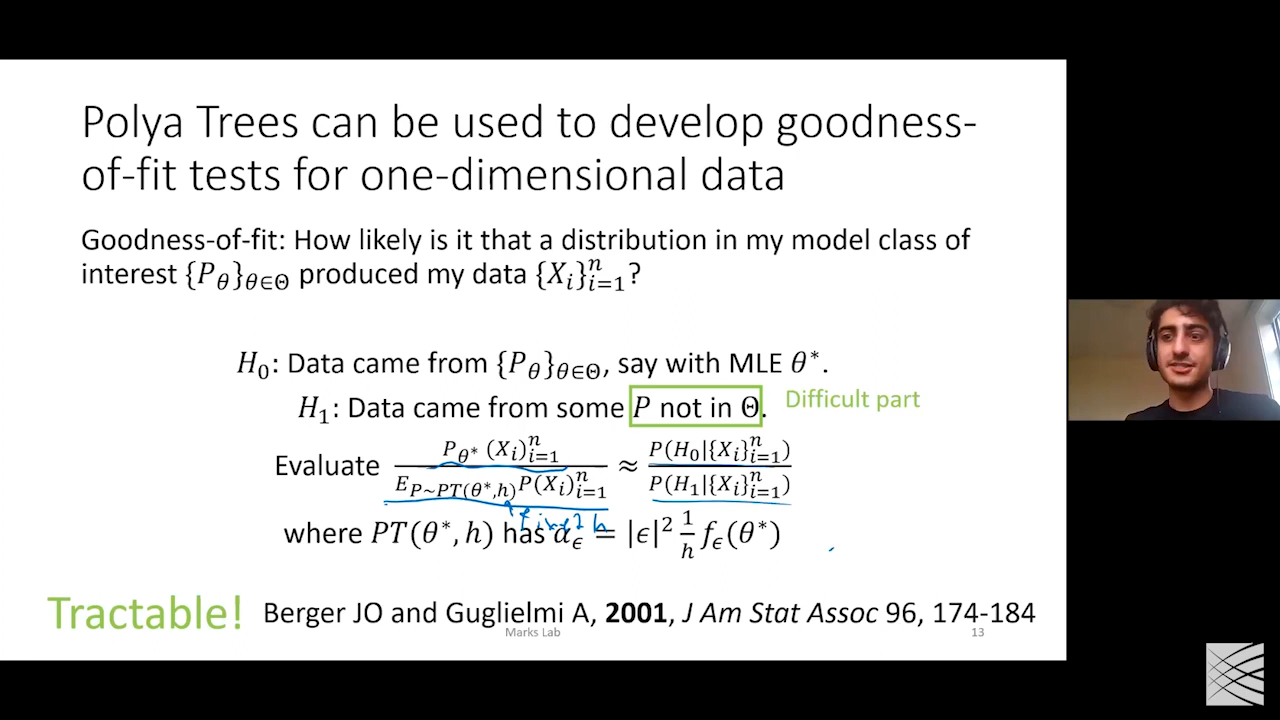 Polya Trees can be used to develop goodness-
of-fit tests for one-dimensional data
Goodness-of-fit: How likely is it that a distribution in my model class of
interest {P_θ}_{θ∈Θ} produced my data {X_i}_{i=1}^n?
H_0: Data came from {P_θ}_{θ∈Θ}, say with MLE θ*.
H_1: Data came from some P not in Θ. Difficult part
Evaluate P_{θ*}(X_i)_{i=1}^n / E_{P~PT(θ*,h)}P(X_i)_{i=1}^n ≈ P(H_0|{X_i}_{i=1}^n) / P(H_1|{X_i}_{i=1}^n)
fixed h
where PT(θ*, h) has α_ϵ = |ϵ|^2 1/h f_ϵ(θ*)
Tractable! Berger JO and Guglielmi A, 2001, J Am Stat Assoc 96, 174-184
Marks Lab 13